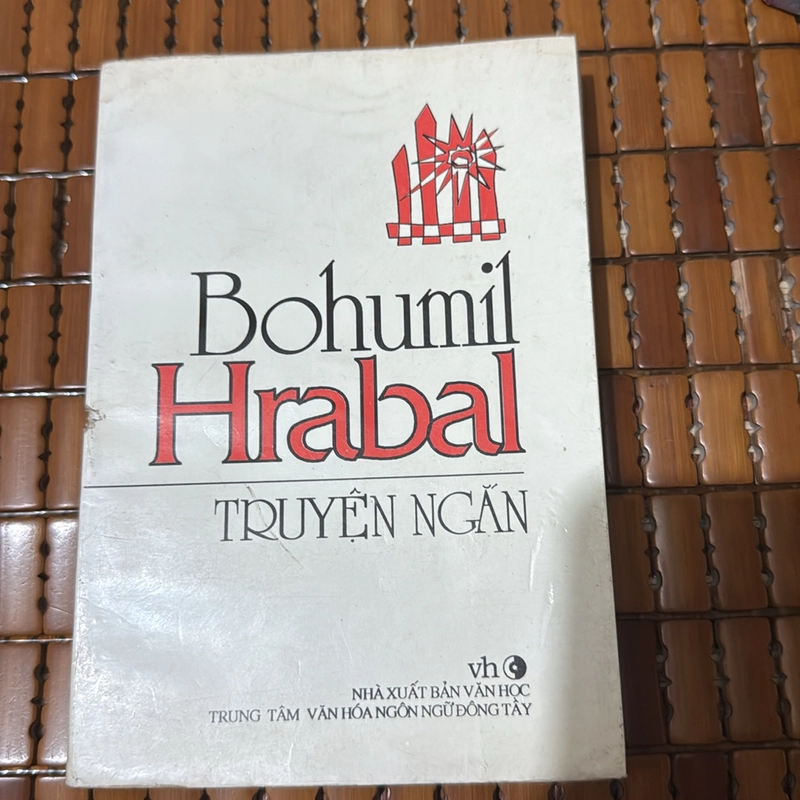 Bohumil
Hrabal
TRUYỆN NGẮN
vh
NHÀ XUẤT BẢN VĂN HỌC
TRUNG TÂM VĂN HÓA NGÔN NGỮ ĐÔNG TÂY